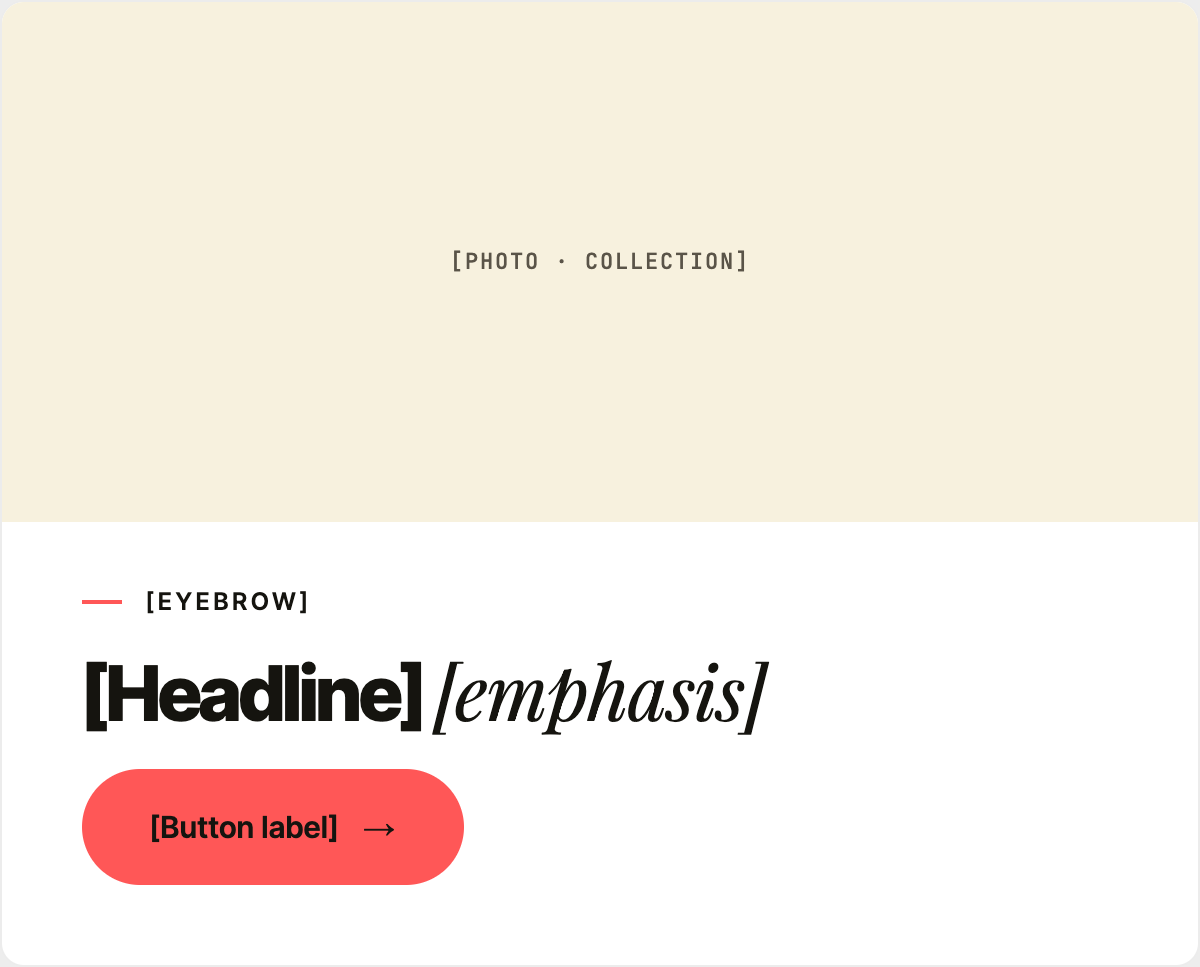 [PHOTO · COLLECTION]
[EYEBROW]
[Headline] [emphasis]
[Button label] →